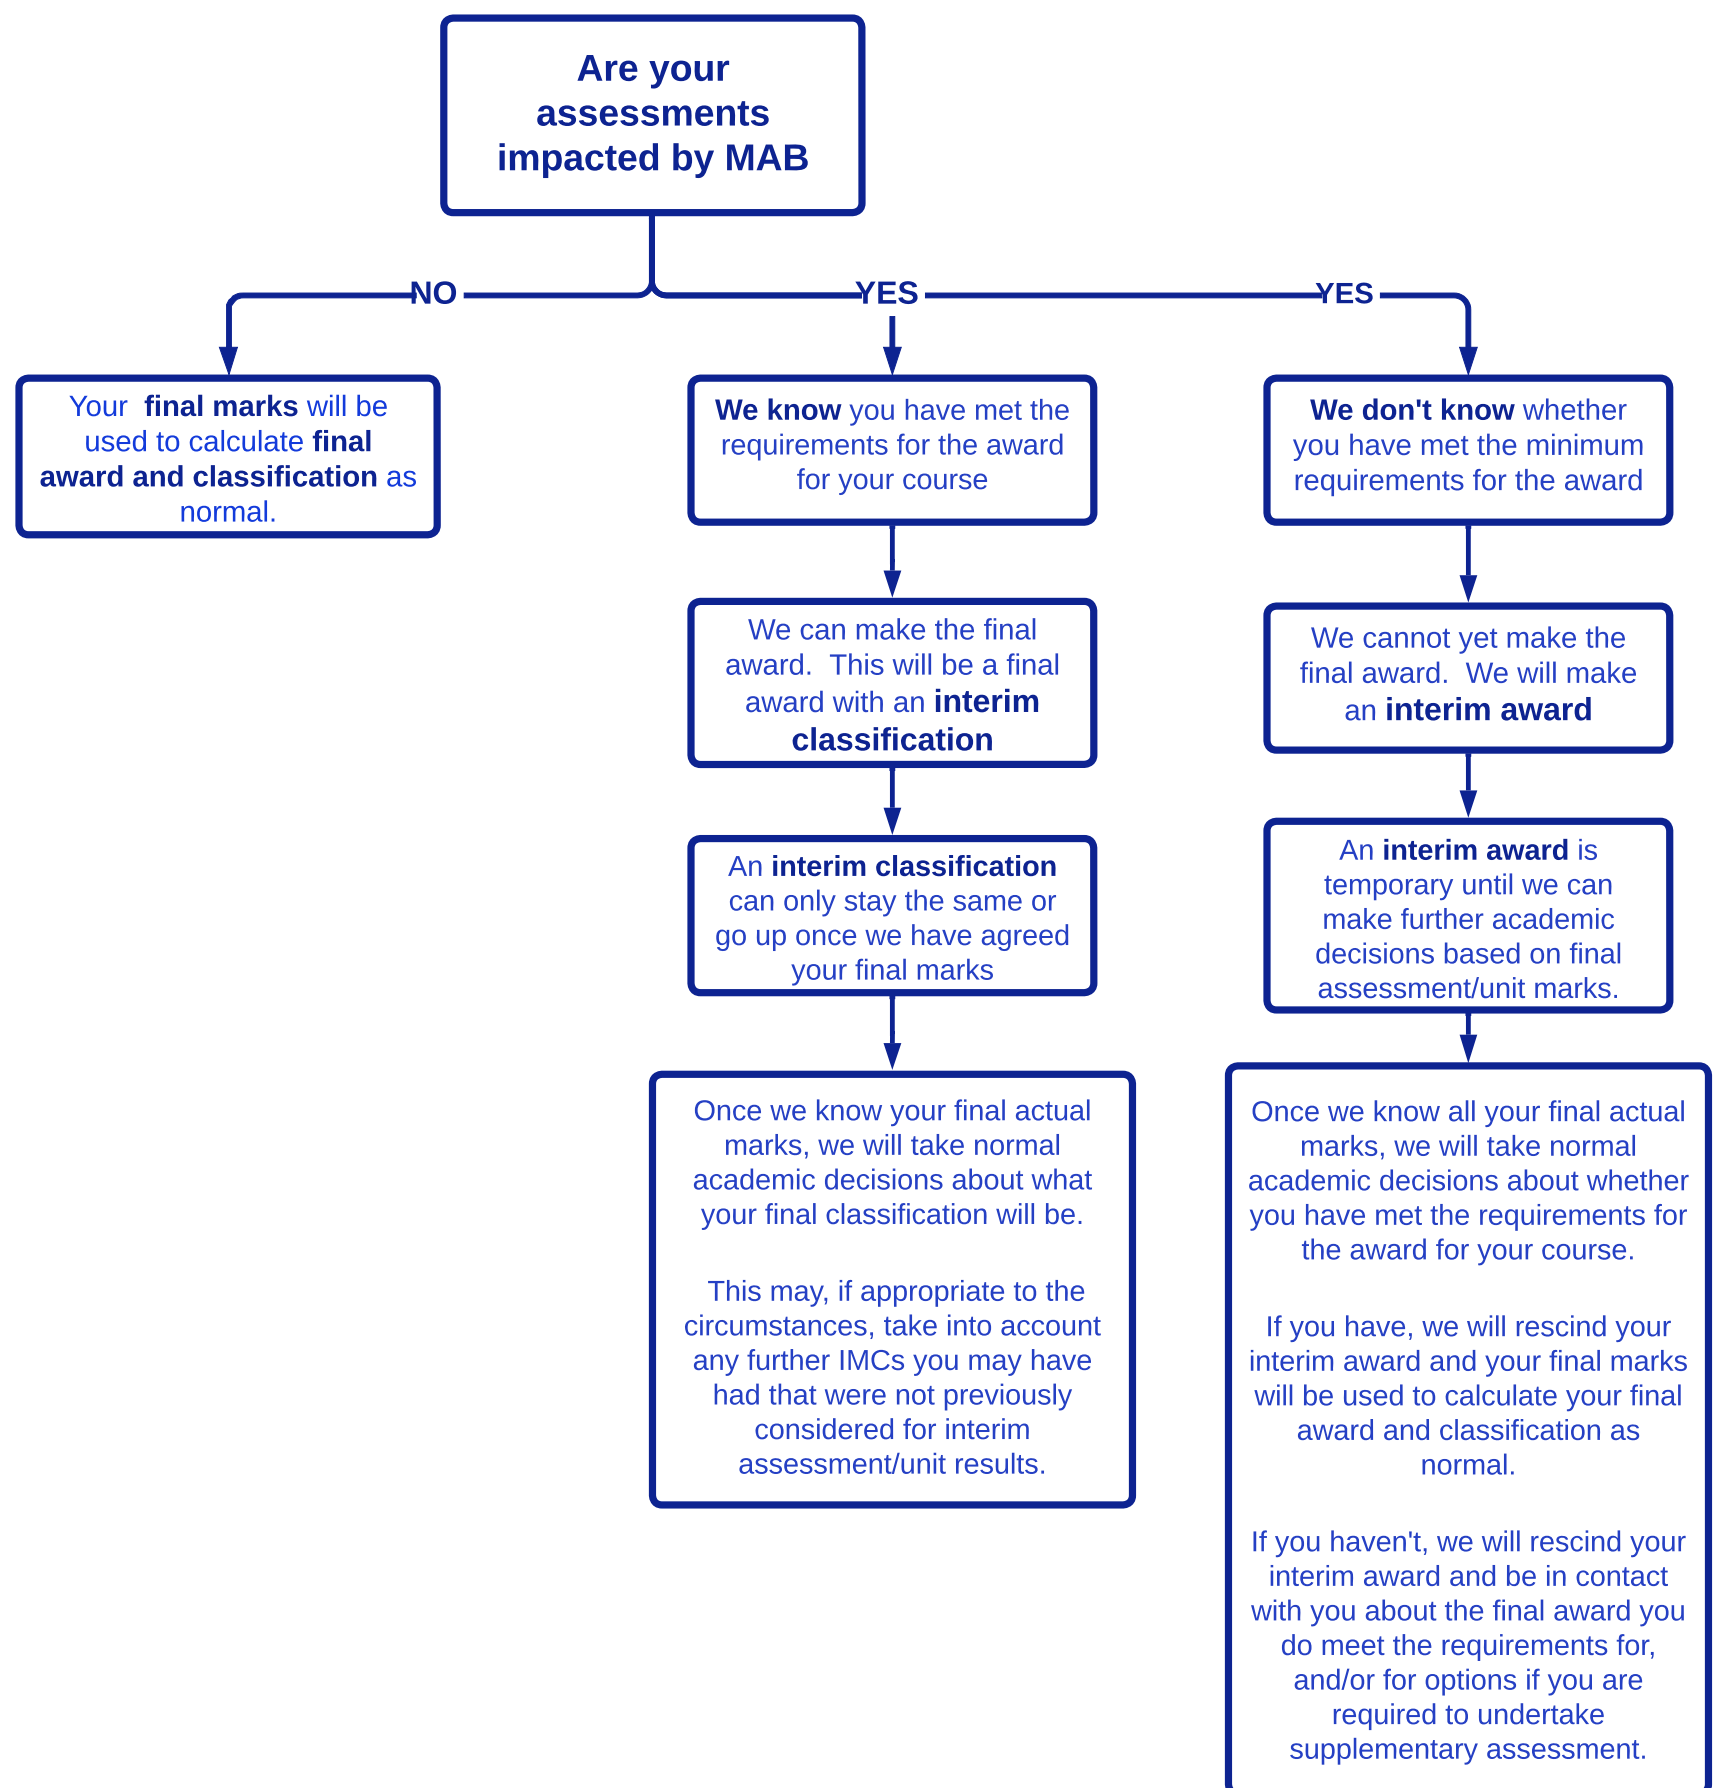 Are your
assessments
impacted by MAB
NO
YES
YES
Your  final marks will be
used to calculate final
award and classification as
normal.
We know you have met the
requirements for the award
for your course
We can make the final
award.  This will be a final
award with an interim
classification
An interim classification
can only stay the same or
go up once we have agreed
your final marks
Once we know your final actual
marks, we will take normal
academic decisions about what
your final classification will be.
This may, if appropriate to the
circumstances, take into account
any further IMCs you may have
had that were not previously
considered for interim
assessment/unit results.
We don't know whether
you have met the minimum
requirements for the award
We cannot yet make the
final award.  We will make
an interim award
An interim award is
temporary until we can
make further academic
decisions based on final
assessment/unit marks.
Once we know all your final actual
marks, we will take normal
academic decisions about whether
you have met the requirements for
the award for your course.
If you have, we will rescind your
interim award and your final marks
will be used to calculate your final
award and classification as
normal.
If you haven't, we will rescind your
interim award and be in contact
with you about the final award you
do meet the requirements for,
and/or for options if you are
required to undertake
supplementary assessment.